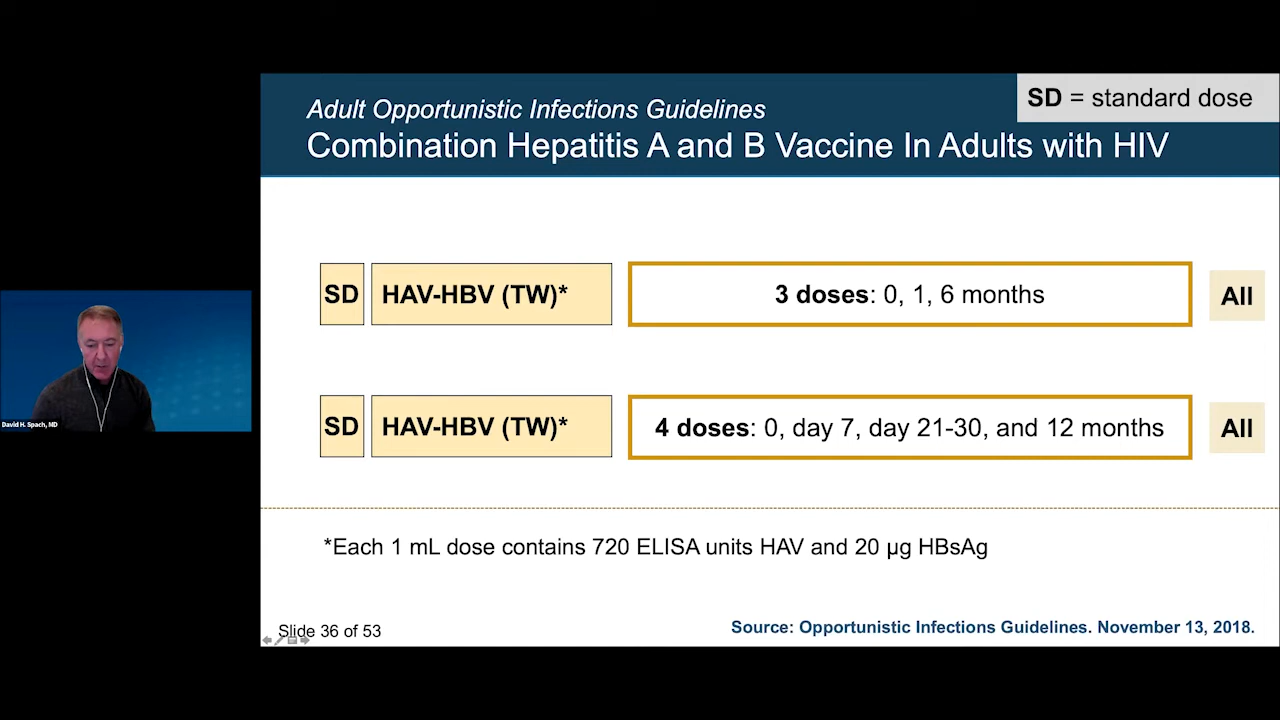 Adult Opportunistic Infections Guidelines
SD = standard dose
Combination Hepatitis A and B Vaccine In Adults with HIV
SD HAV-HBV (TW)* 3 doses: 0, 1, 6 months All
SD HAV-HBV (TW)* 4 doses: 0, day 7, day 21-30, and 12 months All
David H. Spach, MD
*Each 1 mL dose contains 720 ELISA units HAV and 20 µg HBsAg
Slide 36 of 53
Source: Opportunistic Infections Guidelines. November 13, 2018.